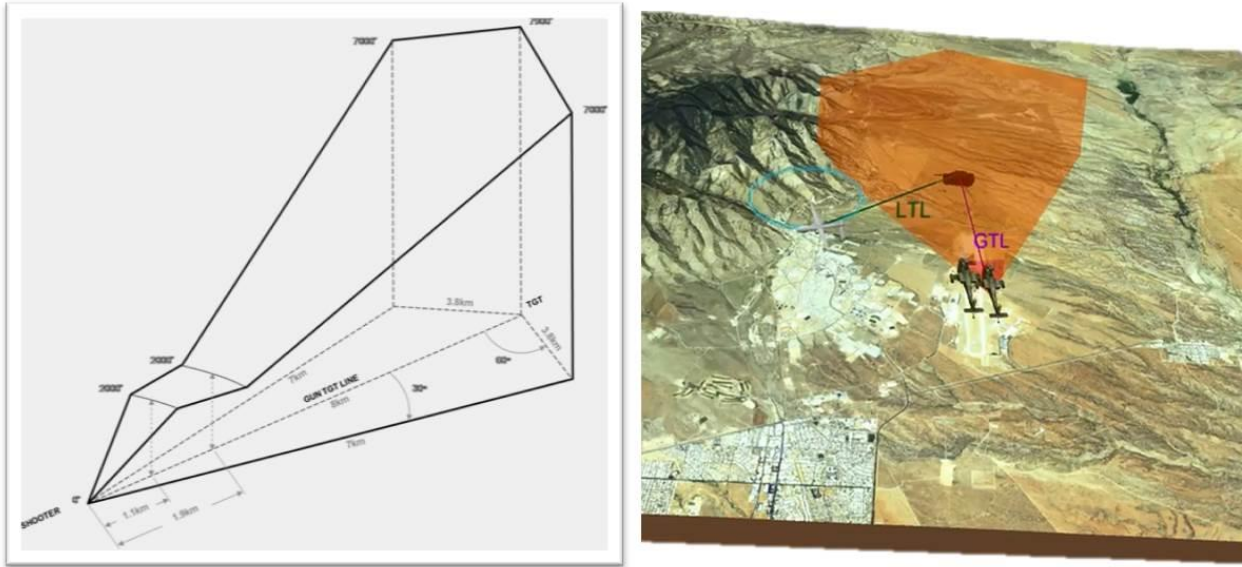 7000'
7000'
7000'
3.8km
TGT
2000'
2000'
7km
60°
3.8km
30°
GUN TGT LINE
8km
7km
0'
SHOOTER
1.1km
1.9km
LTL
GTL